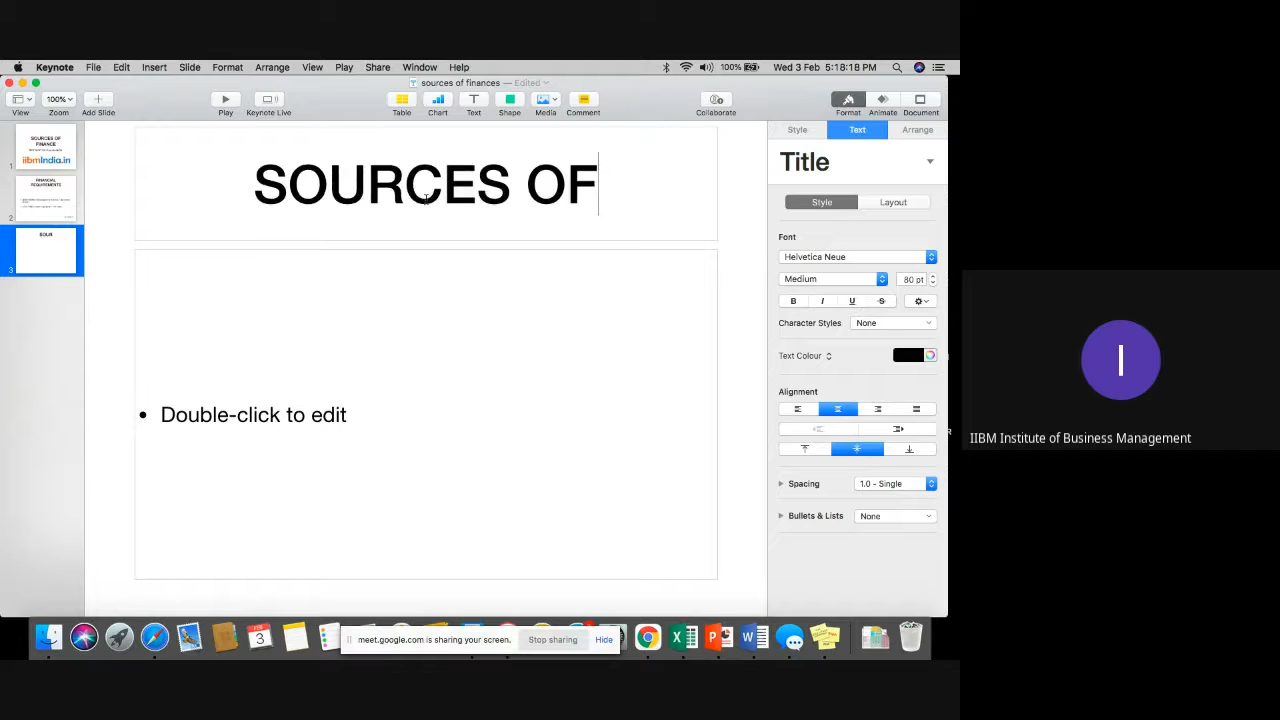 Keynote File Edit Insert Slide Format Arrange View Play Share Window Help 100% Wed 3 Feb 5:18:18 PM
sources of finances — Edited
100%
View Zoom Add Slide Play Keynote Live Table Chart Text Shape Media Comment Collaborate Format Animate Document
Style Text Arrange
SOURCES OF
FINANCE
iibmIndia.in
1
FINANCIAL
REQUIREMENTS
2
SOUR
3
SOURCES OF
• Double-click to edit
Title
Style Layout
Font
Helvetica Neue
Medium 80 pt
B I U S
Character Styles None
Text Colour
Alignment
Spacing 1.0 - Single
Bullets & Lists None
I
IIBM Institute of Business Management
FEB
3
meet.google.com is sharing your screen. Stop sharing Hide